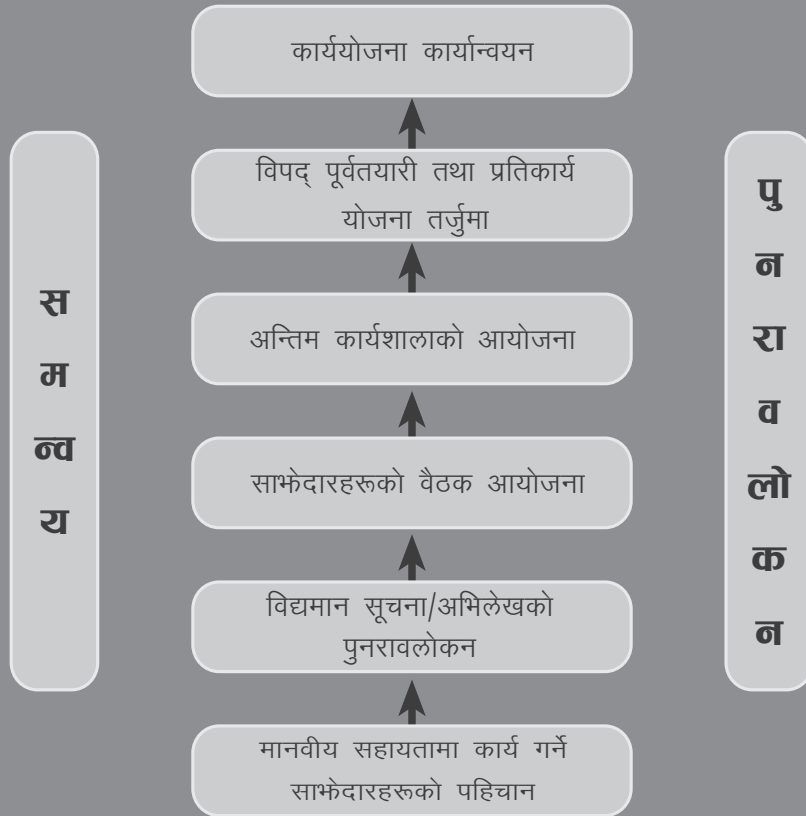 कार्ययोजना कार्यान्वयन
विपद् पूर्वतयारी तथा प्रतिकार्य
योजना तर्जुमा
अन्तिम कार्यशालाको आयोजना
साझेदारहरूको वैठक आयोजना
विद्यमान सूचना/अभिलेखको
पुनरावलोकन
मानवीय सहायतामा कार्य गर्ने
साझेदारहरूको पहिचान
स
म
न्व
य
पु
न
रा
व
लो
क
न